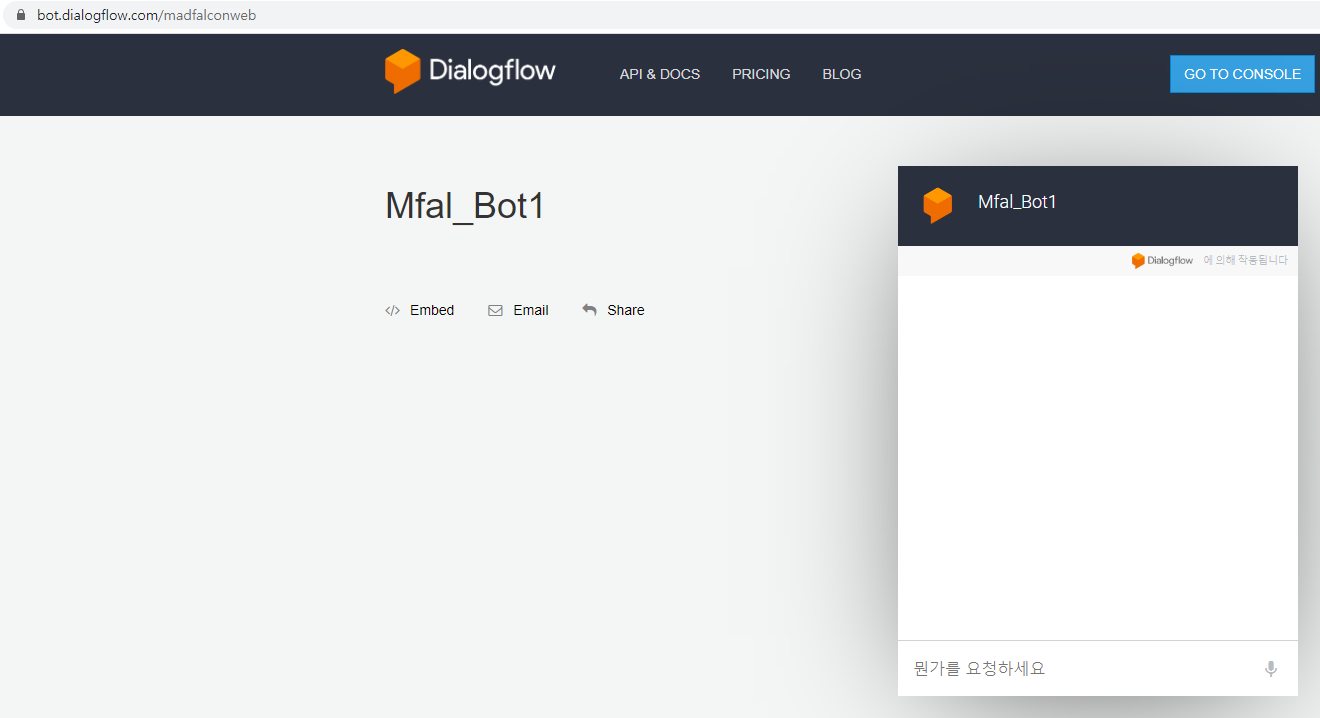 bot.dialogflow.com/madfalconweb
Dialogflow API & DOCS PRICING BLOG GO TO CONSOLE
Mfal_Bot1
Embed Email Share
Mfal_Bot1
Dialogflow 에 의해 작동됩니다
뭔가를 요청하세요